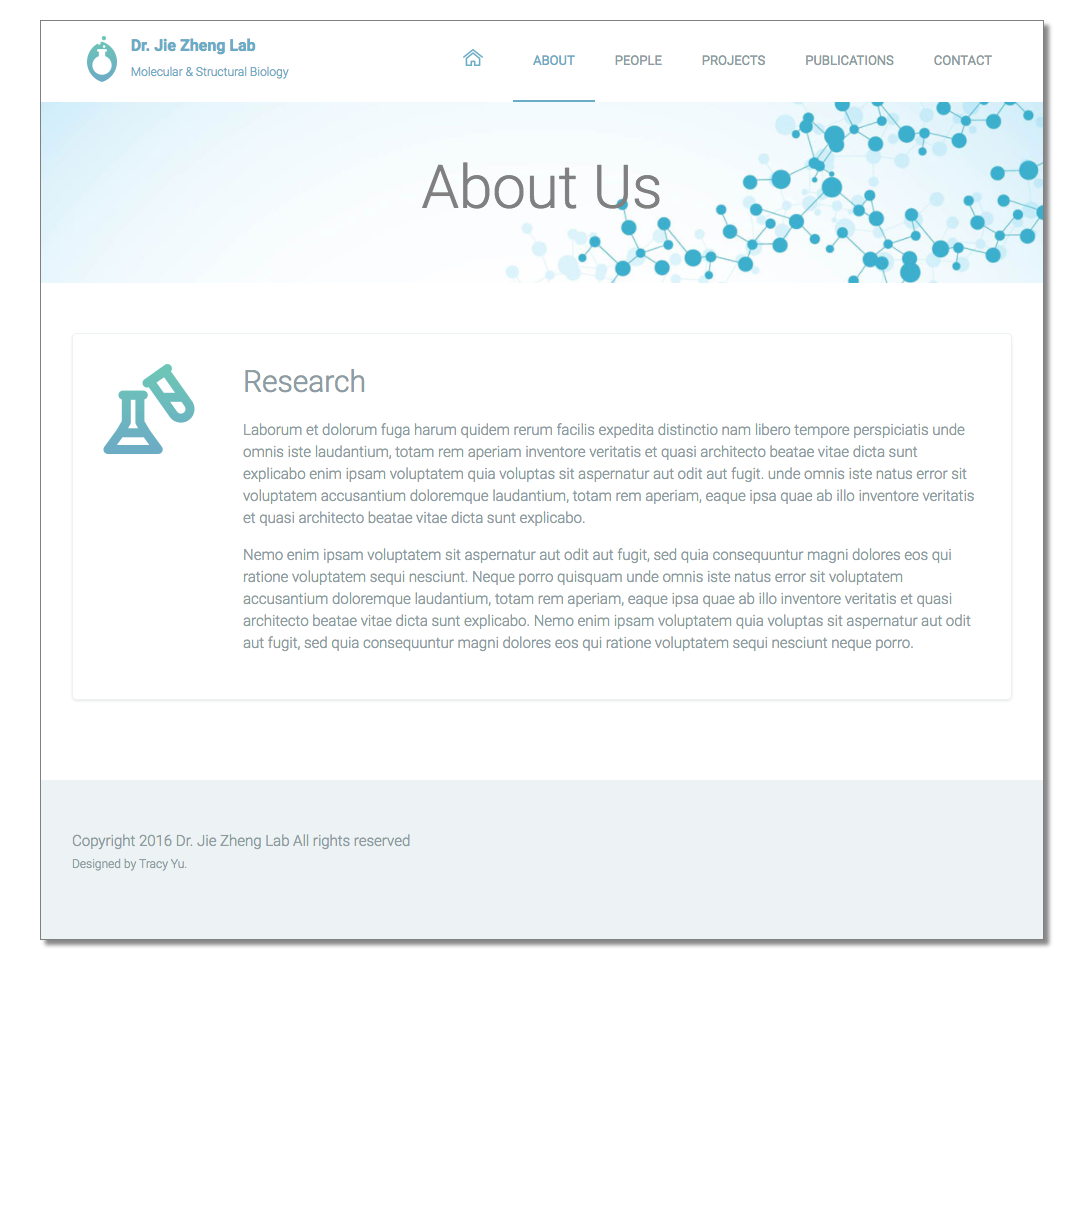 Dr. Jie Zheng Lab
Molecular & Structural Biology
ABOUT
PEOPLE
PROJECTS
PUBLICATIONS
CONTACT
About Us
Research
Laborum et dolorum fuga harum quidem rerum facilis expedita distinctio nam libero tempore perspiciatis unde
omnis iste laudantium, totam rem aperiam inventore veritatis et quasi architecto beatae vitae dicta sunt
explicabo enim ipsam voluptatem quia voluptas sit aspernatur aut odit aut fugit. unde omnis iste natus error sit
voluptatem accusantium doloremque laudantium, totam rem aperiam, eaque ipsa quae ab illo inventore veritatis
et quasi architecto beatae vitae dicta sunt explicabo.
Nemo enim ipsam voluptatem sit aspernatur aut odit aut fugit, sed quia consequuntur magni dolores eos qui
ratione voluptatem sequi nesciunt. Neque porro quisquam unde omnis iste natus error sit voluptatem
accusantium doloremque laudantium, totam rem aperiam, eaque ipsa quae ab illo inventore veritatis et quasi
architecto beatae vitae dicta sunt explicabo. Nemo enim ipsam voluptatem quia voluptas sit aspernatur aut odit
aut fugit, sed quia consequuntur magni dolores eos qui ratione voluptatem sequi nesciunt neque porro.
Copyright 2016 Dr. Jie Zheng Lab All rights reserved
Designed by Tracy Yu.